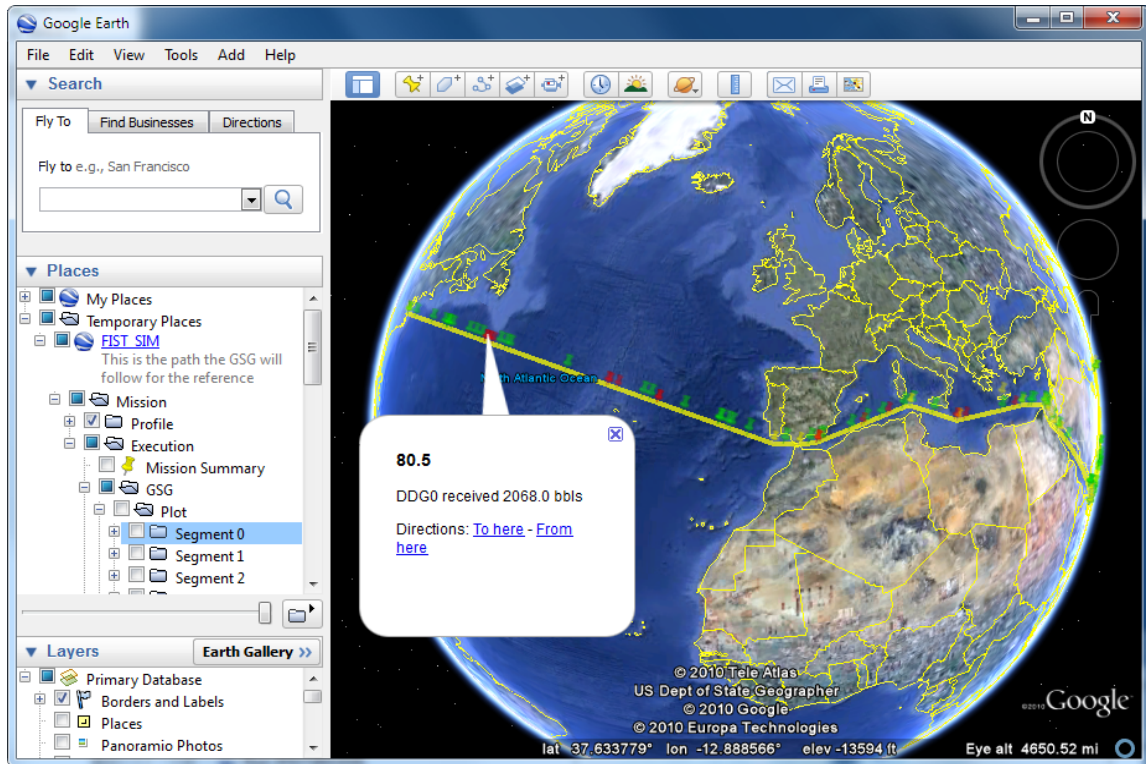 Google Earth
File Edit View Tools Add Help
Search
Fly To Find Businesses Directions
Fly to e.g., San Francisco
Places
My Places
Temporary Places
FIST_SIM
This is the path the GSG will
follow for the reference
Mission
Profile
Execution
Mission Summary
GSG
Plot
Segment 0
Segment 1
Segment 2
Layers
Earth Gallery »
Primary Database
Borders and Labels
Places
Panoramio Photos
N
North Atlantic Ocean
80.5
DDG0 received 2068.0 bbls
Directions: To here - From
here
© 2010 Tele Atlas
US Dept of State Geographer
© 2010 Google
© 2010 Europa Technologies
©2010 Google
lat 37.633779° lon -12.888566° elev -13594 ft
Eye alt 4650.52 mi